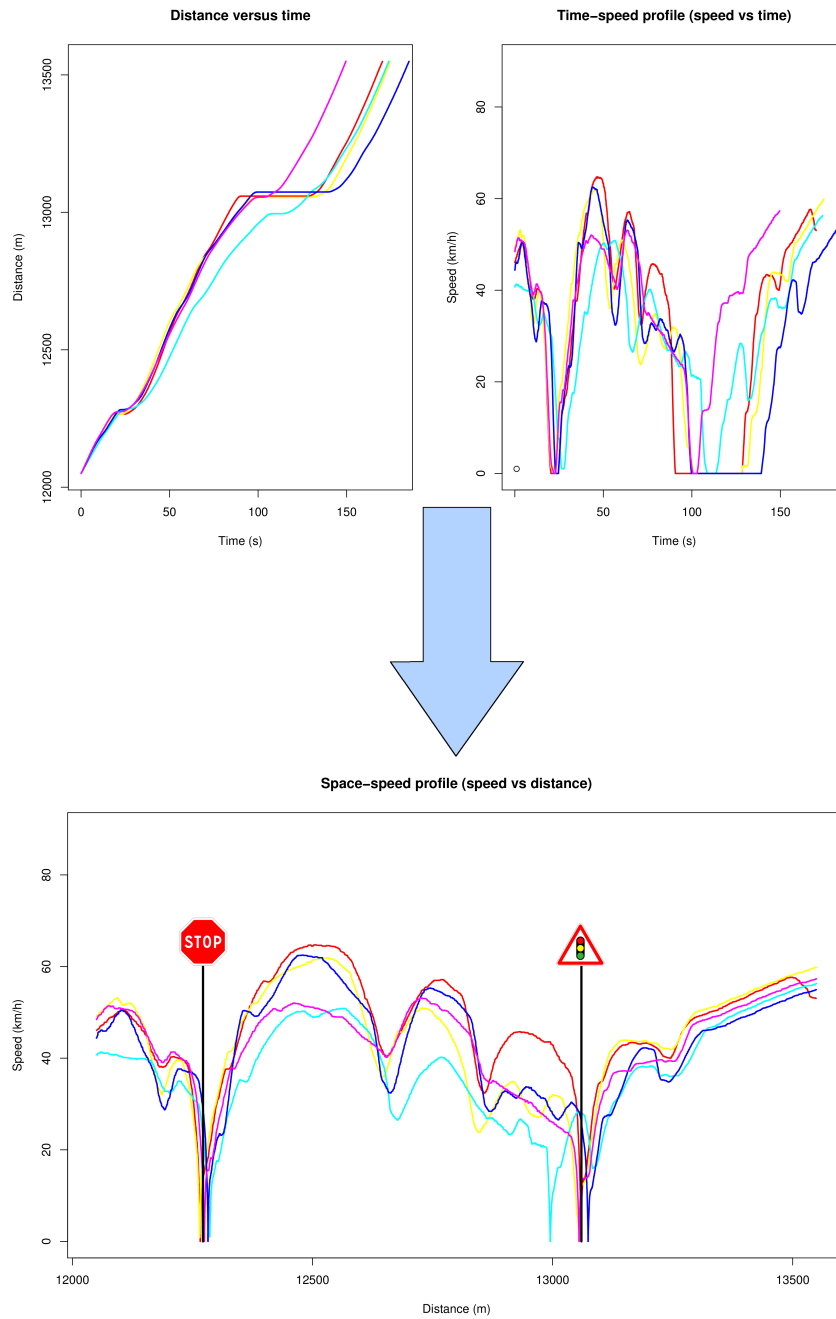 Distance versus time
Distance (m)
13500
13000
12500
12000
0 50 100 150
Time (s)
Time−speed profile (speed vs time)
Speed (km/h)
80
60
40
20
0
50 100 150
Time (s)
Space−speed profile (speed vs distance)
Speed (km/h)
80
60
40
20
0
STOP
12000 12500 13000 13500
Distance (m)